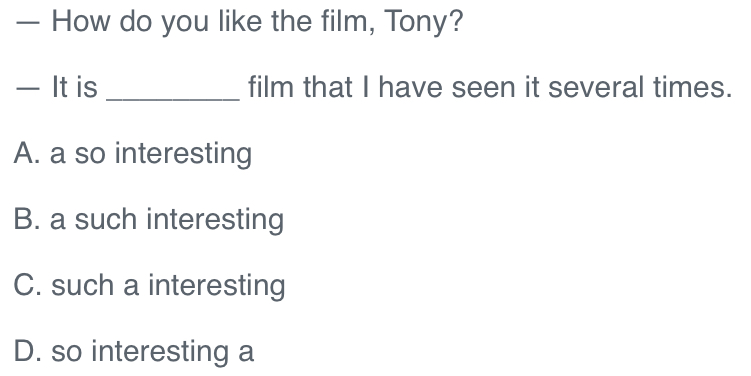 — How do you like the film, Tony?
— It is _________ film that I have seen it several times.
A. a so interesting
B. a such interesting
C. such a interesting
D. so interesting a